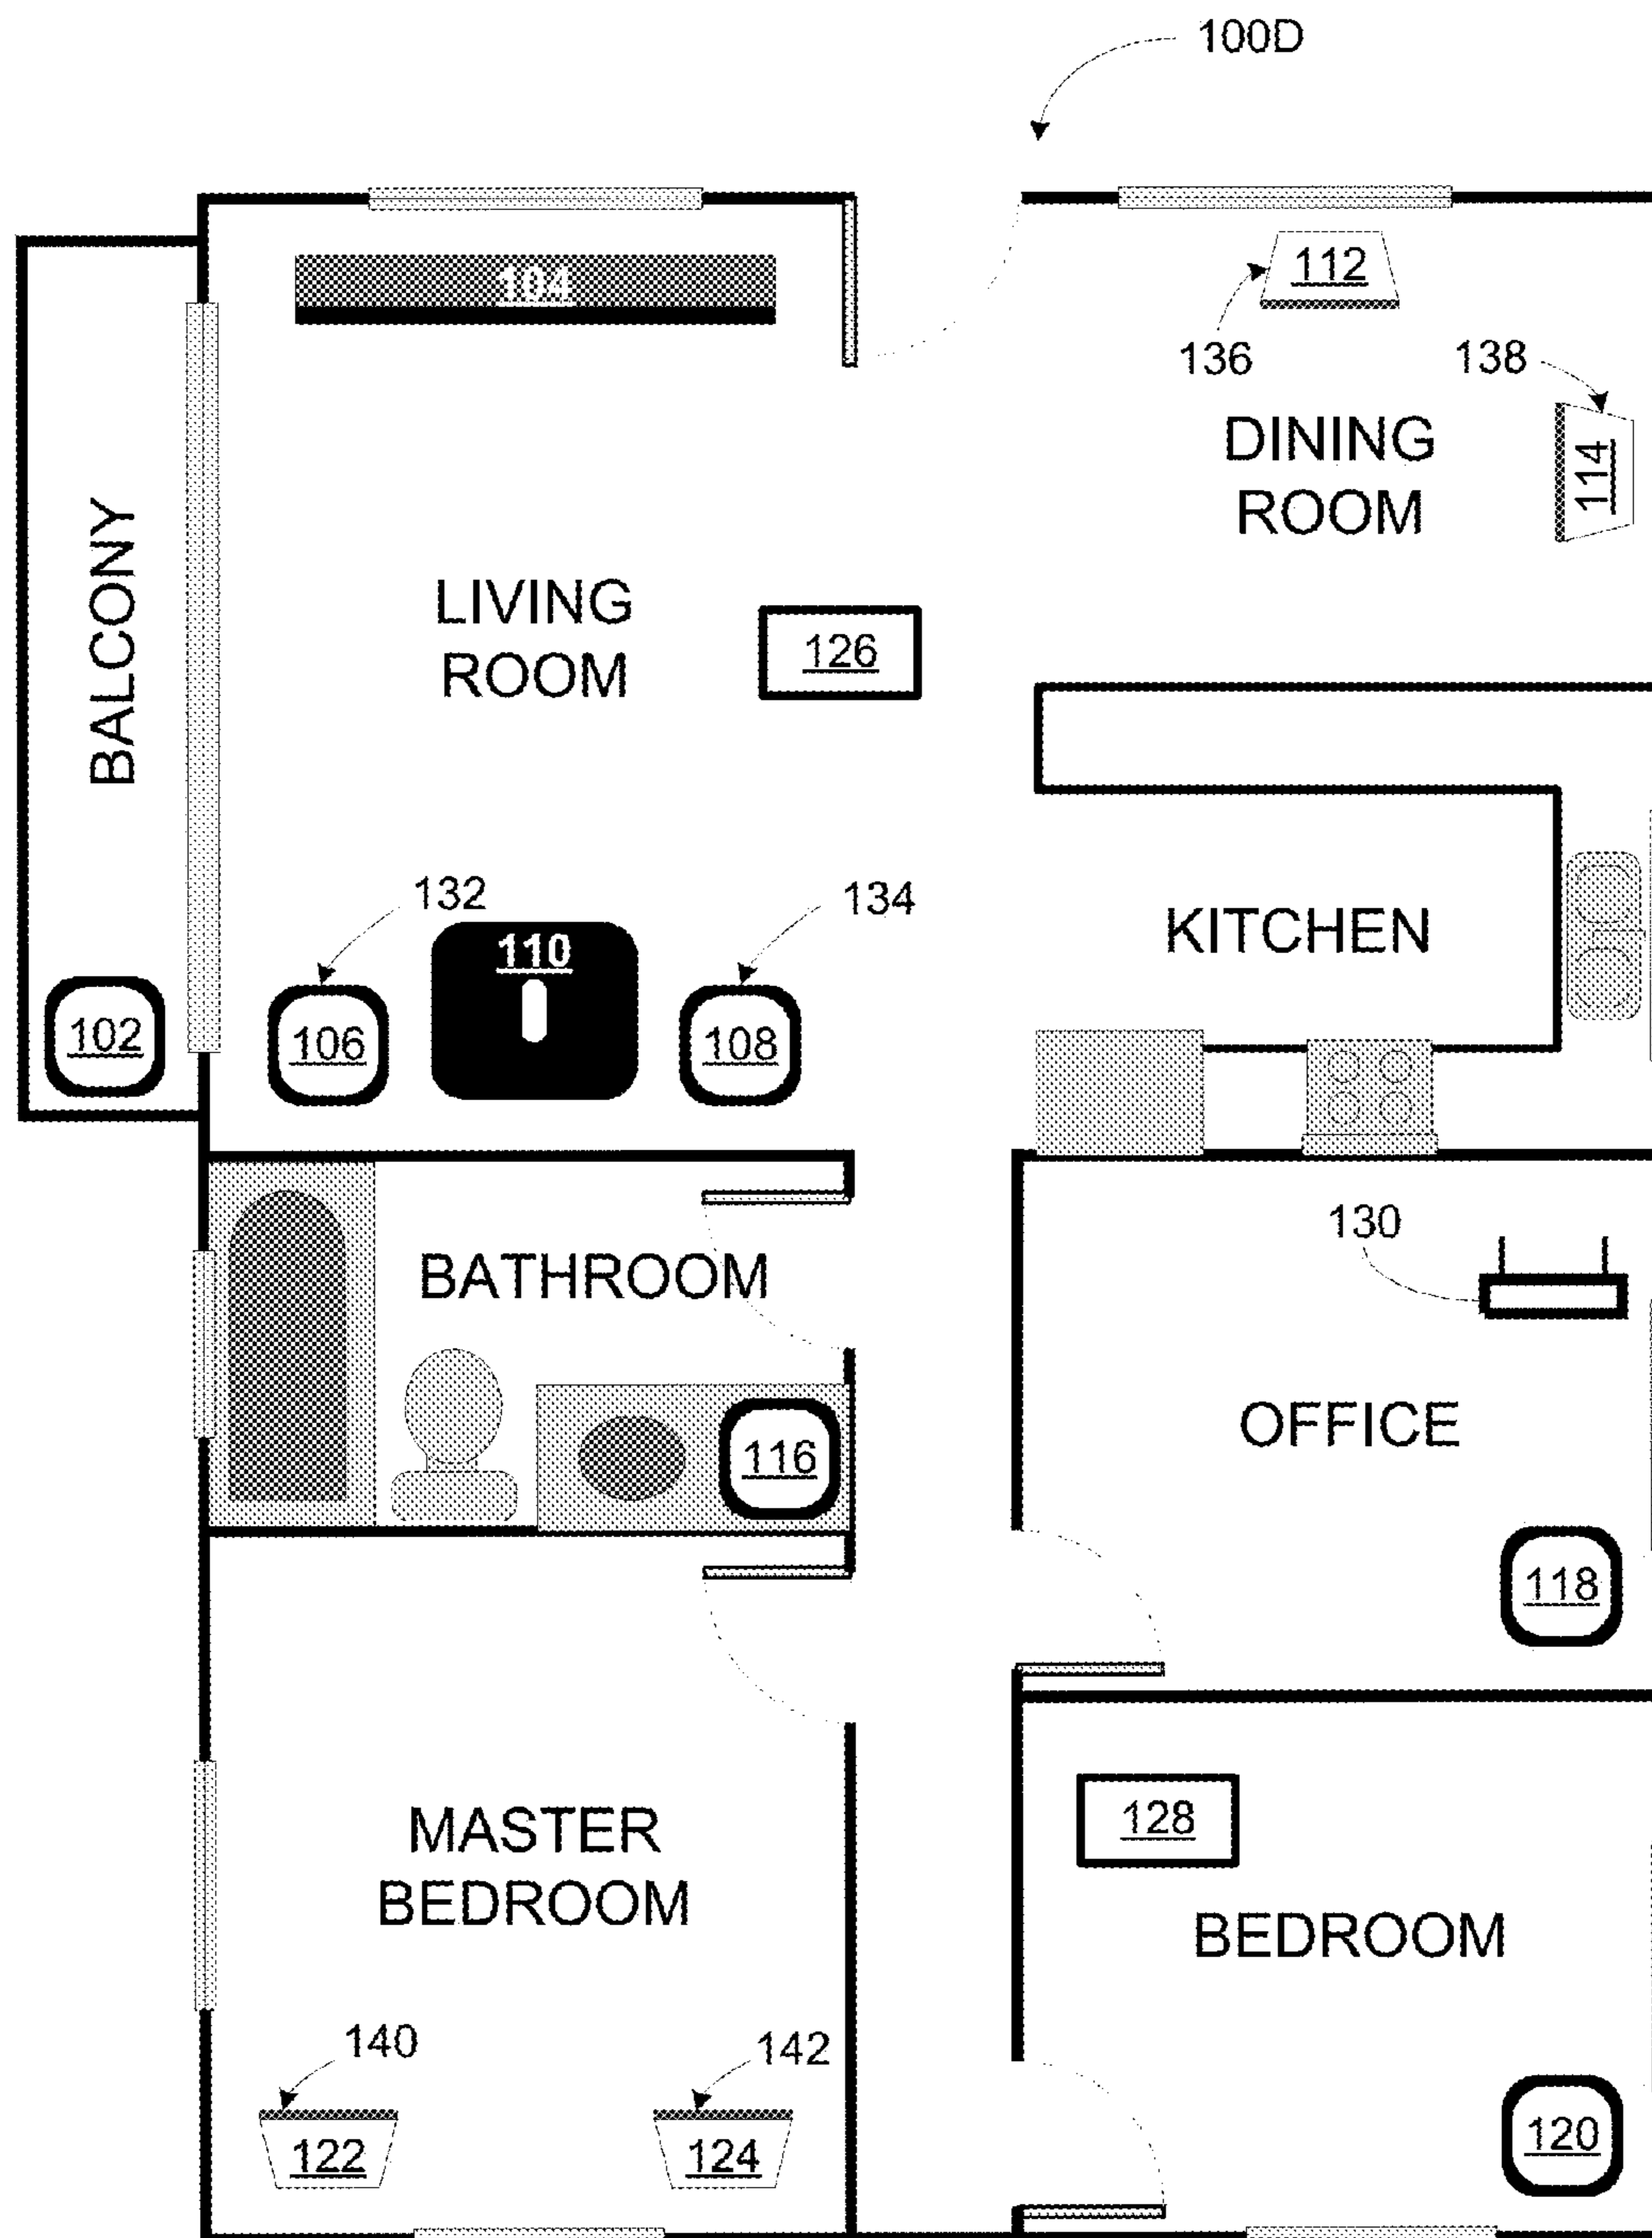 100D
104
112
136
138
114
DINING
ROOM
BALCONY
LIVING
ROOM
126
132
134
110
KITCHEN
102
106
108
130
BATHROOM
OFFICE
116
118
128
MASTER
BEDROOM
BEDROOM
140
142
122
124
120